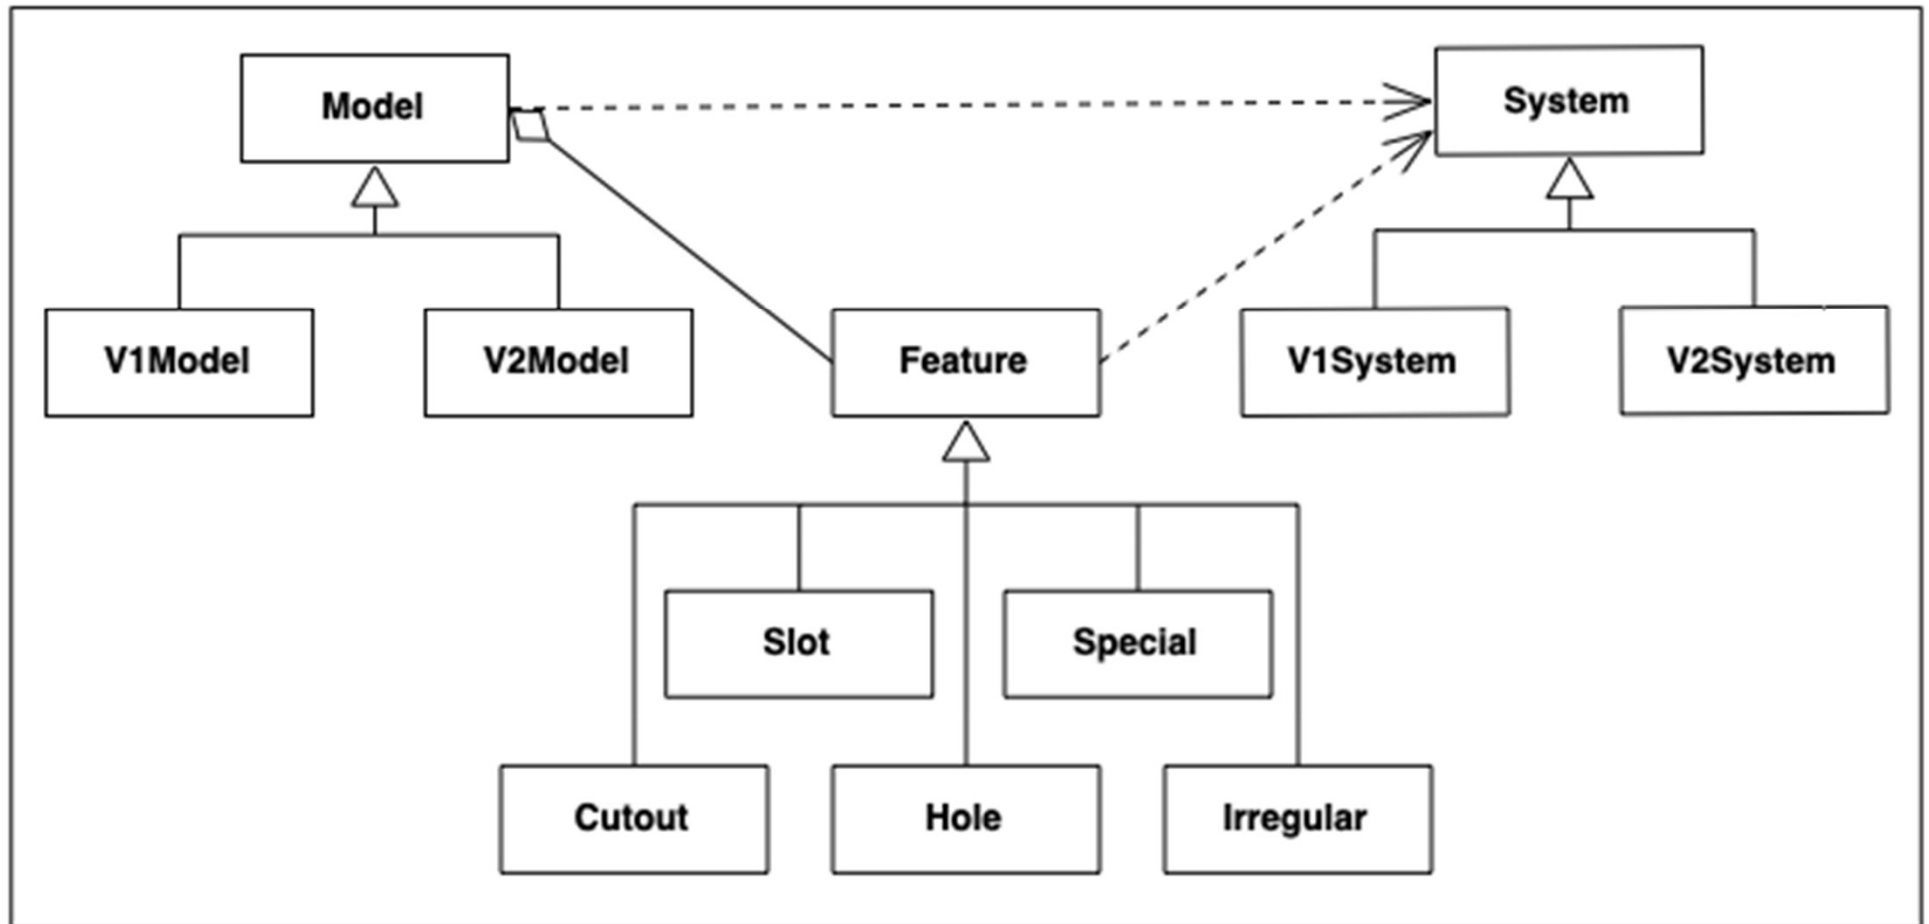 Model
System
V1Model
V2Model
Feature
V1System
V2System
Slot
Special
Cutout
Hole
Irregular